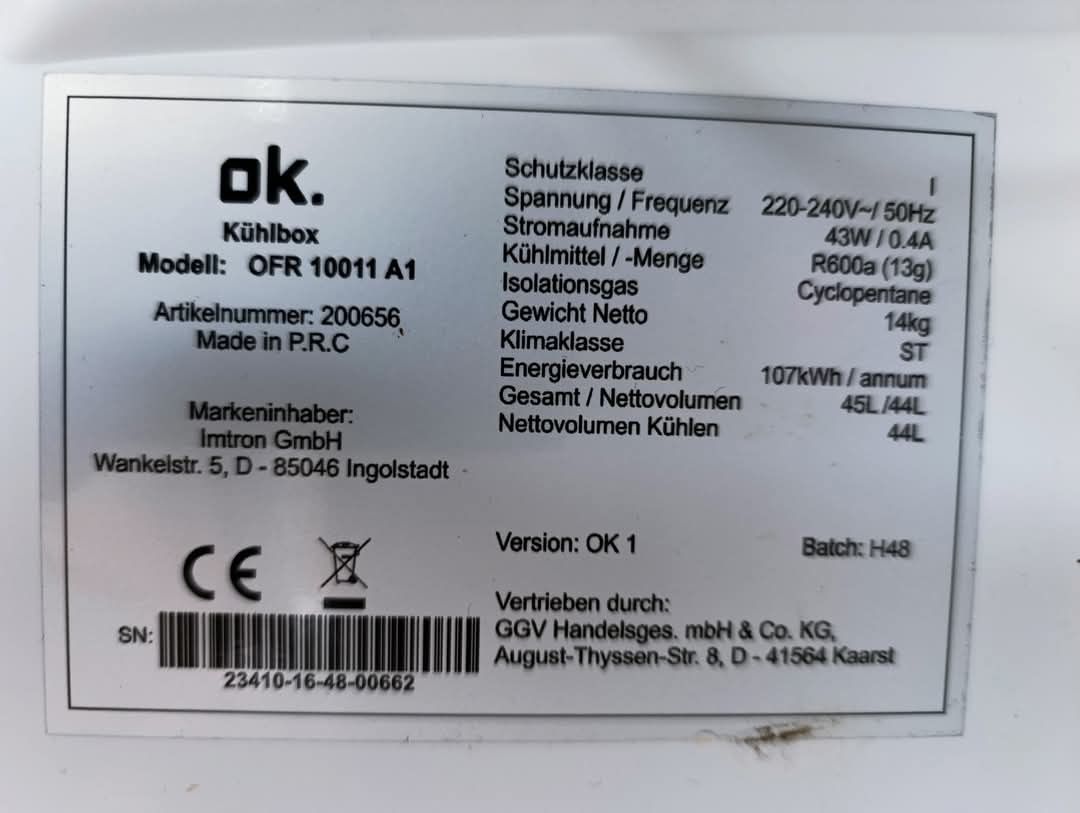 ok.
Kühlbox
Modell: OFR 10011 A1
Artikelnummer: 200656
Made in P.R.C
Markeninhaber:
Imtron GmbH
Wankelstr. 5, D - 85046 Ingolstadt
CE
SN:
23410-16-48-00662
Schutzklasse I
Spannung / Frequenz 220-240V~/ 50Hz
Stromaufnahme 43W / 0.4A
Kühlmittel / -Menge R600a (13g)
Isolationsgas Cyclopentane
Gewicht Netto 14kg
Klimaklasse ST
Energieverbrauch 107kWh / annum
Gesamt / Nettovolumen 45L /44L
Nettovolumen Kühlen 44L
Version: OK 1 Batch: H48
Vertrieben durch:
GGV Handelsges. mbH & Co. KG,
August-Thyssen-Str. 8, D - 41564 Kaarst